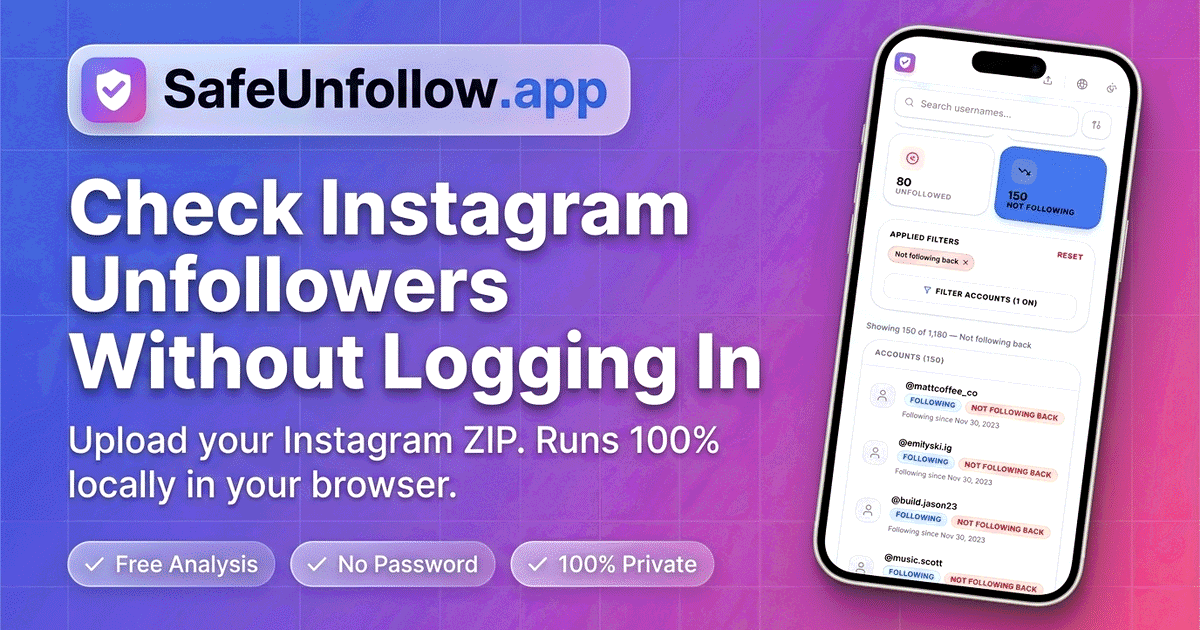 SafeUnfollow.app
Check Instagram
Unfollowers
Without Logging In
Upload your Instagram ZIP. Runs 100%
locally in your browser.
Free Analysis
No Password
100% Private
Search usernames...
80
UNFOLLOWED
150
NOT FOLLOWING
APPLIED FILTERS
RESET
Not following back ×
FILTER ACCOUNTS (1 ON)
Showing 150 of 1,180 — Not following back
ACCOUNTS (150)
@mattcoffee_co
FOLLOWING NOT FOLLOWING BACK
Following since Nov 30, 2023
@emilyski.ig
FOLLOWING NOT FOLLOWING BACK
Following since Nov 30, 2023
@build.jason23
FOLLOWING NOT FOLLOWING BACK
Following since Nov 30, 2023
@music.scott
FOLLOWING NOT FOLLOWING BACK